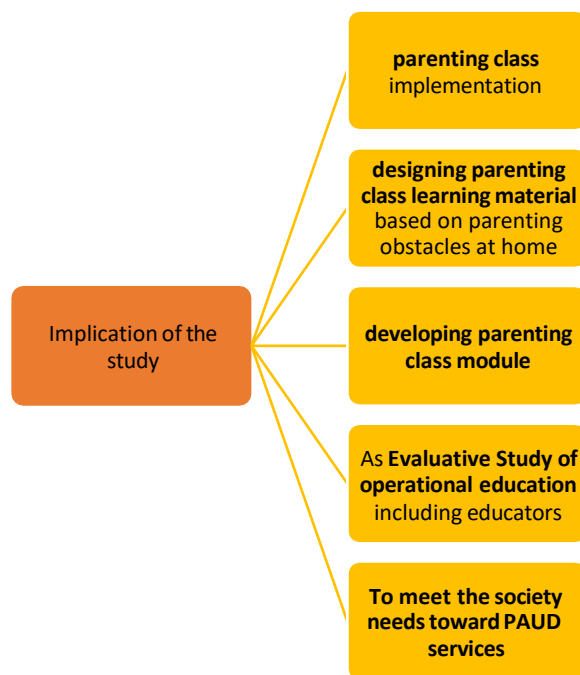 parenting class
implementation
designing parenting
class learning material
based on parenting
obstacles at home
Implication of the
study
developing parenting
class module
As Evaluative Study of
operational education
including educators
To meet the society
needs toward PAUD
services